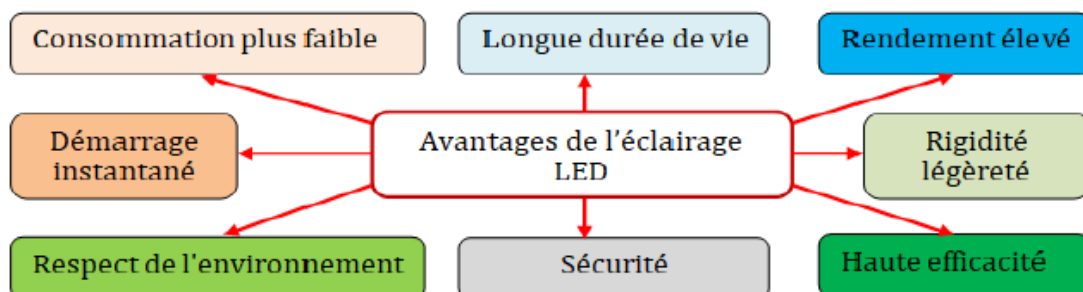 Consommation plus faible
Longue durée de vie
Rendement élevé
Démarrage
instantané
Avantages de l'éclairage
LED
Rigidité
légèreté
Respect de l'environnement
Sécurité
Haute efficacité